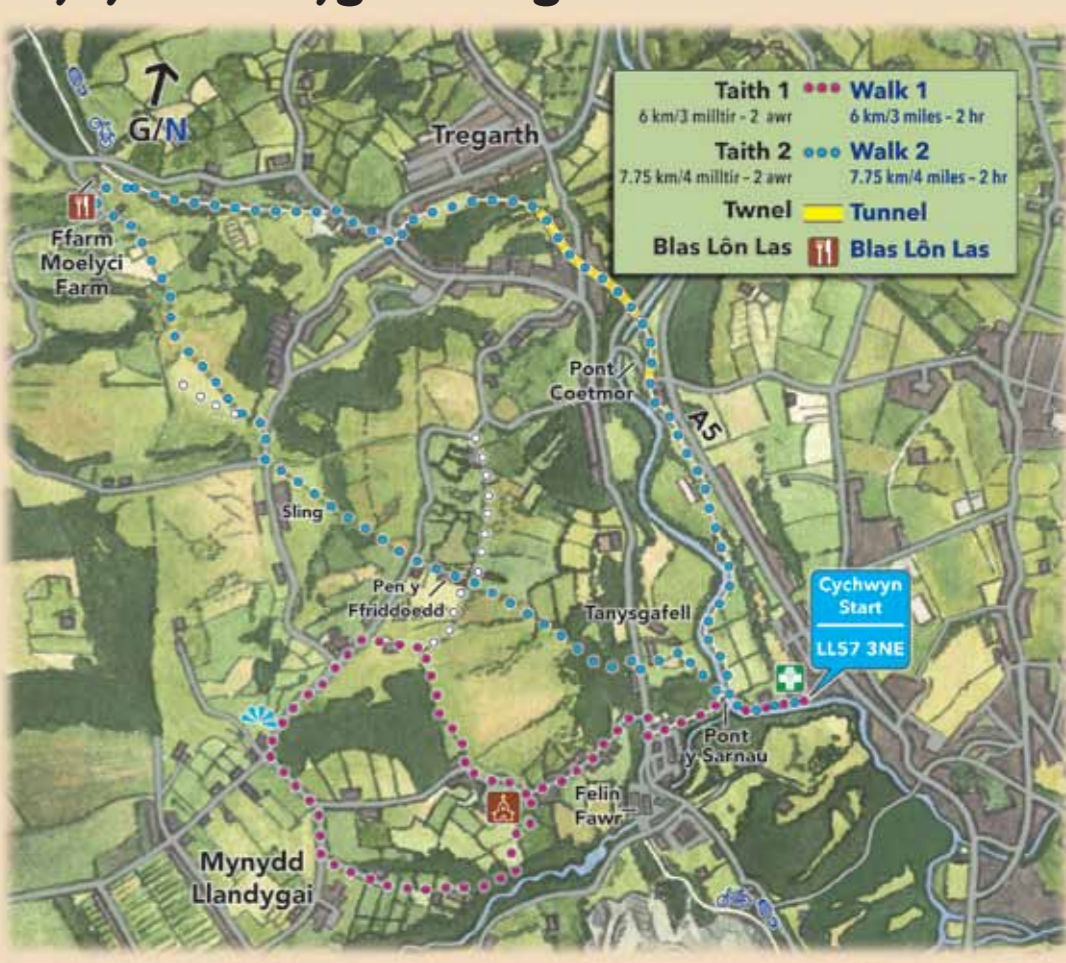 G/N
Tregarth
Taith 1 Walk 1
6 km/3 milltir – 2 awr 6 km/3 miles – 2 hr
Taith 2 Walk 2
7.75 km/4 milltir – 2 awr 7.75 km/4 miles – 2 hr
Twnel Tunnel
Blas Lôn Las Blas Lôn Las
Ffarm
Moelyci
Farm
Pont
Coetmor
A5
Sling
Pen y
Ffriddoedd
Tanysgafell
Cychwyn
Start
LL57 3NE
Pont
y Sarnau
Felin
Fawr
Mynydd
Llandygai